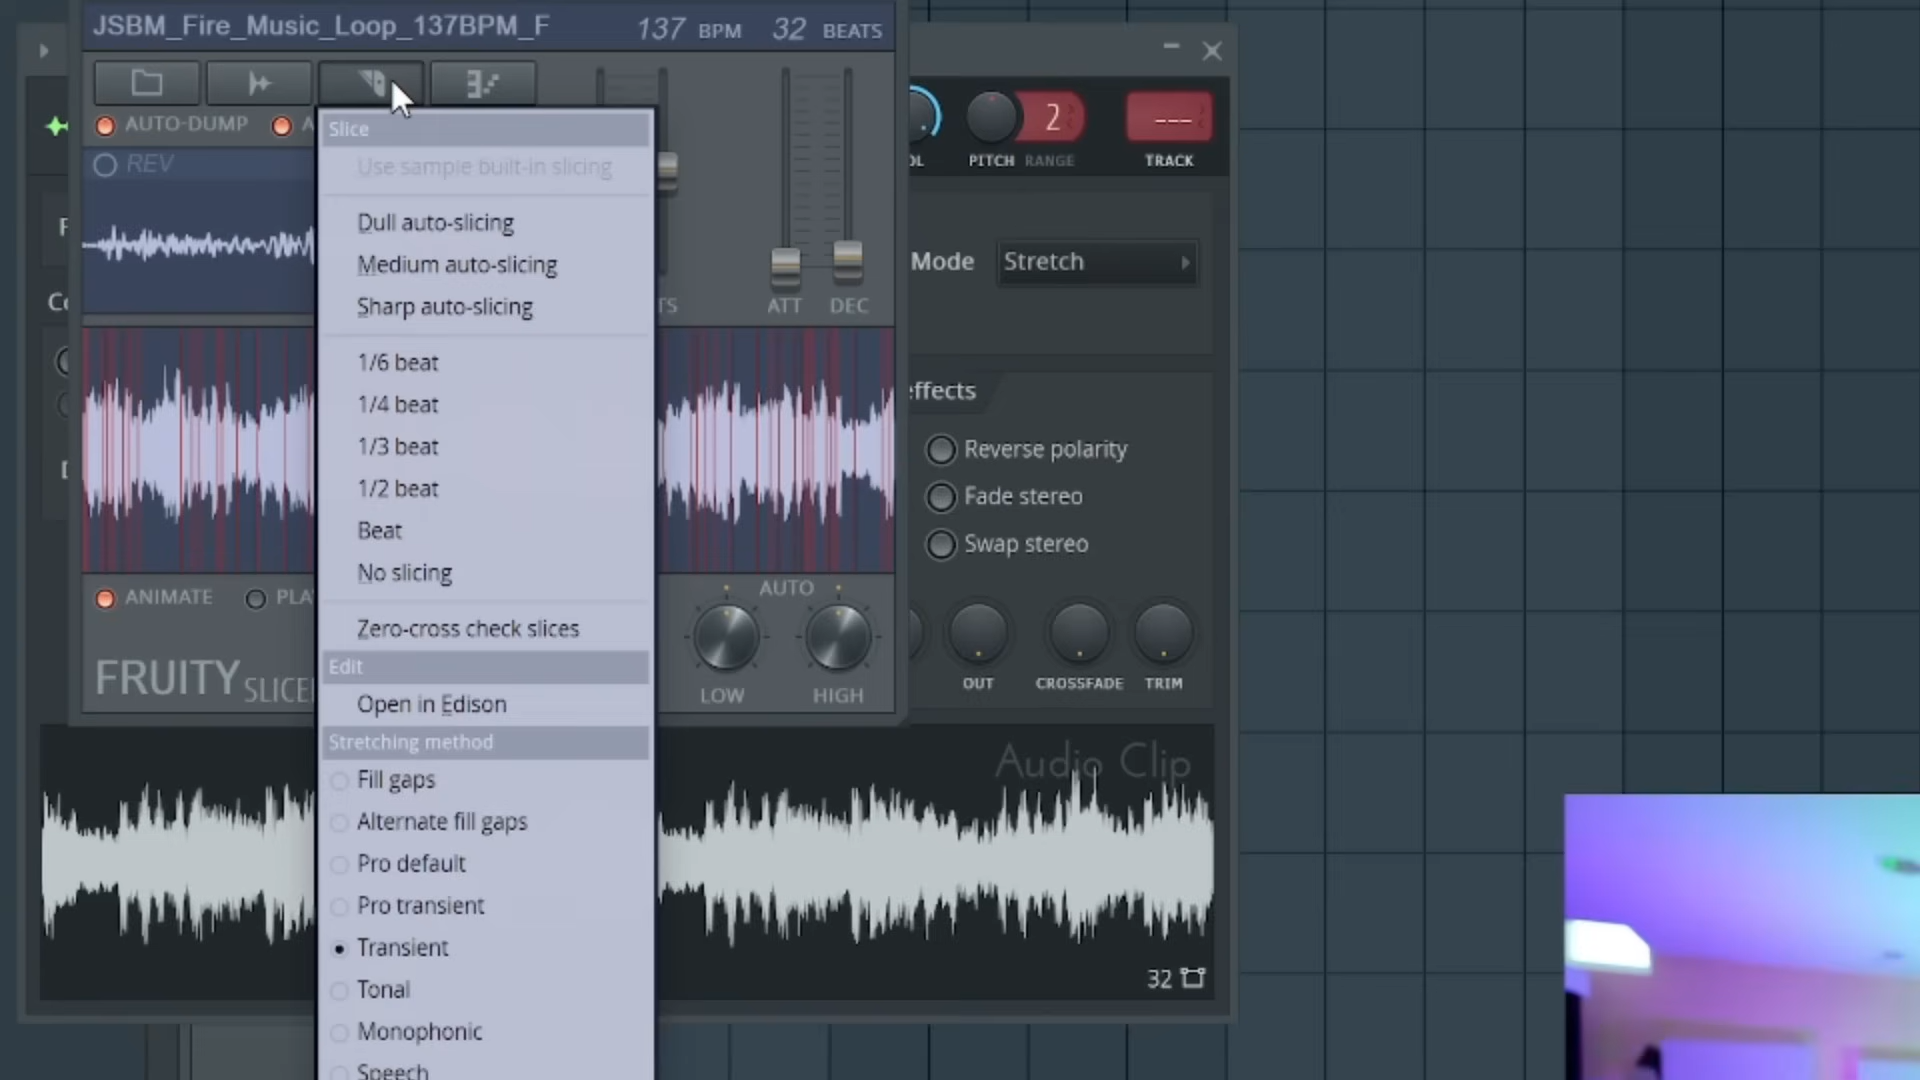 JSBM_Fire_Music_Loop_137BPM_F
137 BPM 32 BEATS
AUTO-DUMP
REV
Slice
Use sample built-in slicing
Dull auto-slicing
Medium auto-slicing
Sharp auto-slicing
1/6 beat
1/4 beat
1/3 beat
1/2 beat
Beat
No slicing
Zero-cross check slices
Edit
Open in Edison
Stretching method
Fill gaps
Alternate fill gaps
Pro default
Pro transient
Transient
Tonal
Monophonic
Speech
ATT DEC
ANIMATE
AUTO
LOW HIGH
FRUITY
PITCH RANGE TRACK
2
---
Mode Stretch
Reverse polarity
Fade stereo
Swap stereo
OUT CROSSFADE TRIM
Audio Clip
32